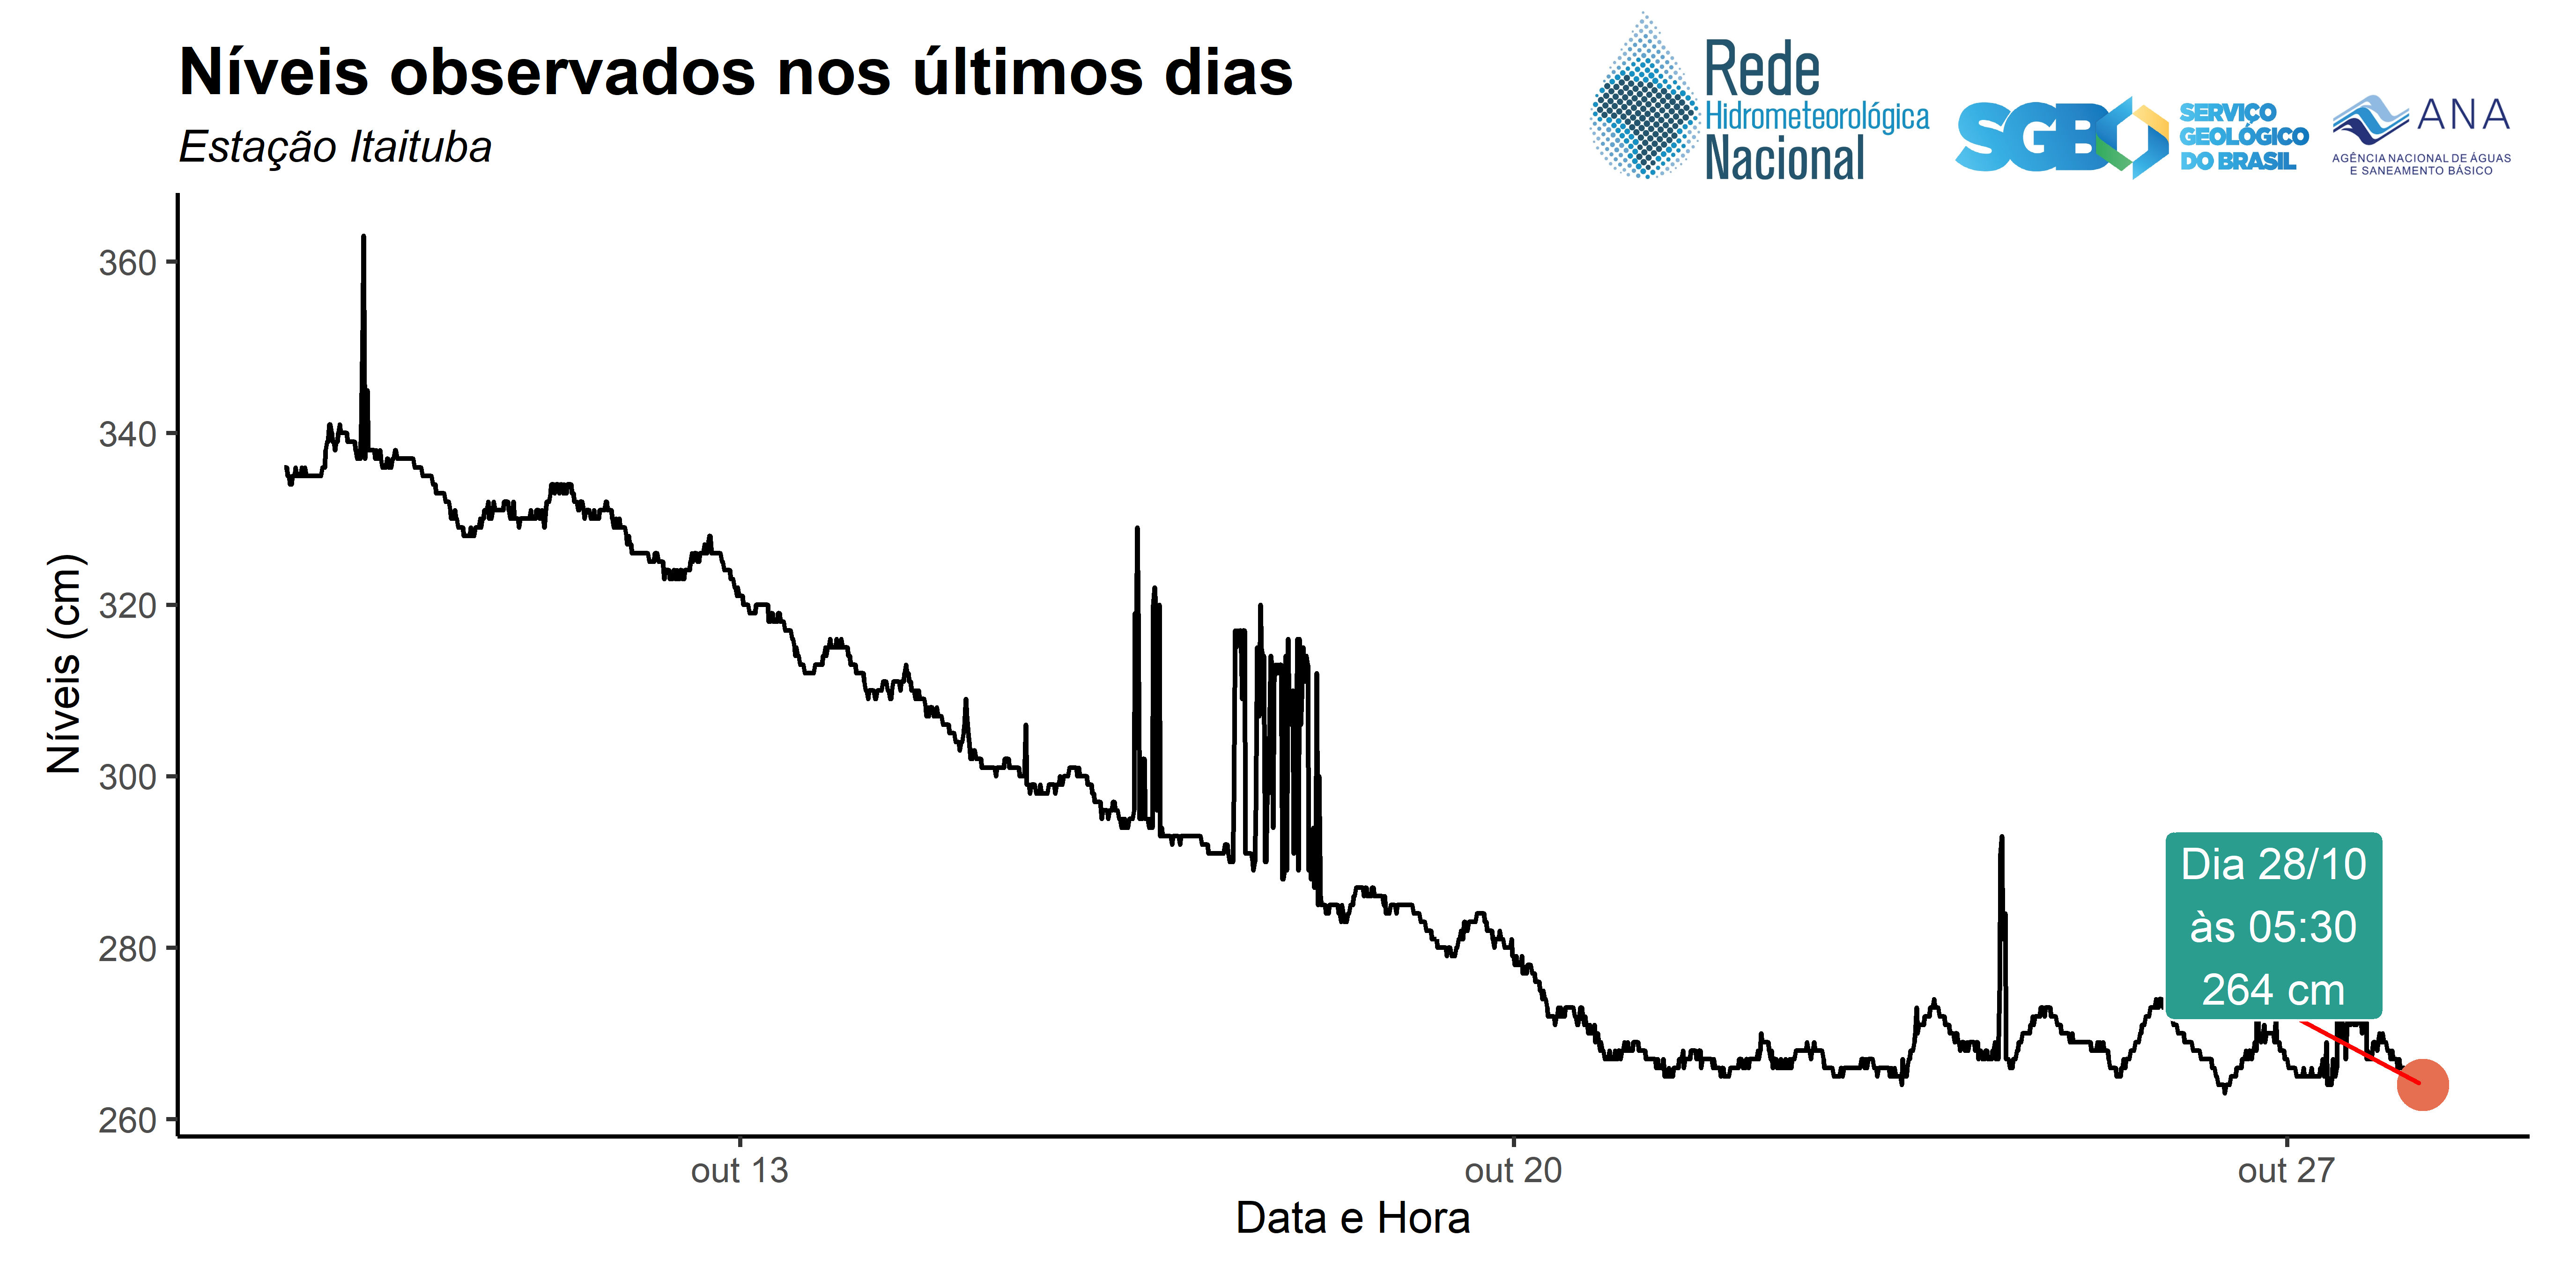 Níveis observados nos últimos dias
Estação Itaituba
Rede
Hidrometeorológica
Nacional
SGB
SERVIÇO
GEOLÓGICO
DO BRASIL
ANA
AGÊNCIA NACIONAL DE ÁGUAS
E SANEAMENTO BÁSICO
Níveis (cm)
360
340
320
300
280
260
Dia 28/10
às 05:30
264 cm
out 13
out 20
out 27
Data e Hora